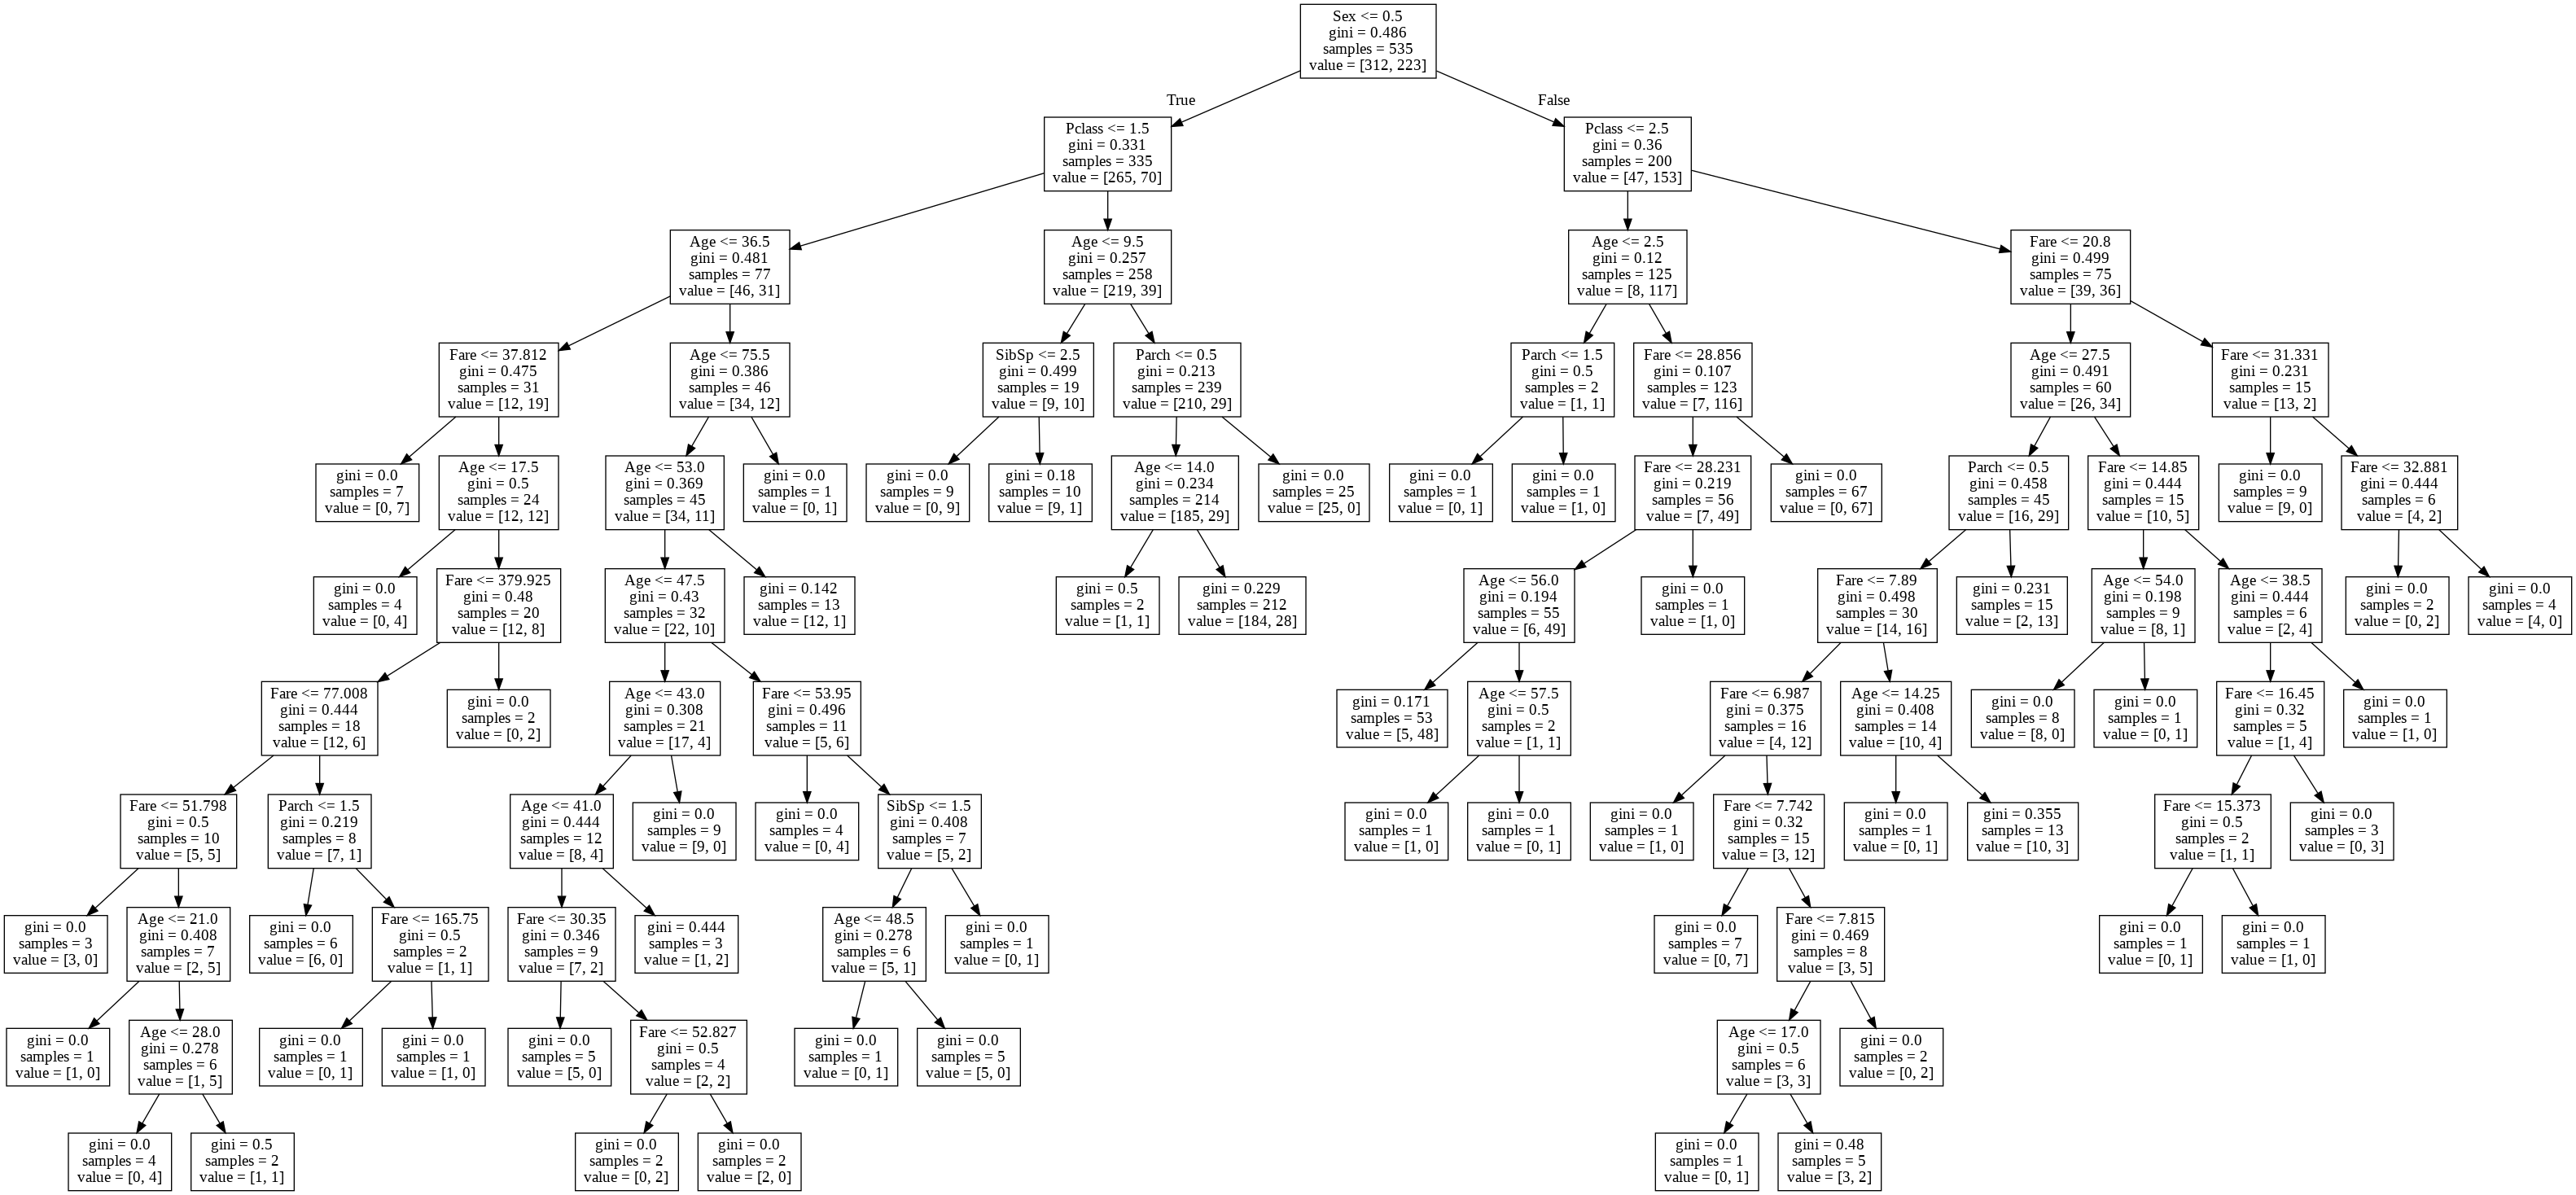 Sex <= 0.5
gini = 0.486
samples = 535
value = [312, 223]
True
False
Pclass <= 1.5
gini = 0.331
samples = 335
value = [265, 70]
Pclass <= 2.5
gini = 0.36
samples = 200
value = [47, 153]
Age <= 36.5
gini = 0.481
samples = 77
value = [46, 31]
Age <= 9.5
gini = 0.257
samples = 258
value = [219, 39]
Age <= 2.5
gini = 0.12
samples = 125
value = [8, 117]
Fare <= 20.8
gini = 0.499
samples = 75
value = [39, 36]
Fare <= 37.812
gini = 0.475
samples = 31
value = [12, 19]
Age <= 75.5
gini = 0.386
samples = 46
value = [34, 12]
SibSp <= 2.5
gini = 0.499
samples = 19
value = [9, 10]
Parch <= 0.5
gini = 0.213
samples = 239
value = [210, 29]
Parch <= 1.5
gini = 0.5
samples = 2
value = [1, 1]
Fare <= 28.856
gini = 0.107
samples = 123
value = [7, 116]
Age <= 27.5
gini = 0.491
samples = 60
value = [26, 34]
Fare <= 31.331
gini = 0.231
samples = 15
value = [13, 2]
gini = 0.0
samples = 7
value = [0, 7]
Age <= 17.5
gini = 0.5
samples = 24
value = [12, 12]
Age <= 53.0
gini = 0.369
samples = 45
value = [34, 11]
gini = 0.0
samples = 1
value = [0, 1]
gini = 0.0
samples = 9
value = [0, 9]
gini = 0.18
samples = 10
value = [9, 1]
Age <= 14.0
gini = 0.234
samples = 214
value = [185, 29]
gini = 0.0
samples = 25
value = [25, 0]
gini = 0.0
samples = 1
value = [0, 1]
gini = 0.0
samples = 1
value = [1, 0]
Fare <= 28.231
gini = 0.219
samples = 56
value = [7, 49]
gini = 0.0
samples = 67
value = [0, 67]
Parch <= 0.5
gini = 0.458
samples = 45
value = [16, 29]
Fare <= 14.85
gini = 0.444
samples = 15
value = [10, 5]
gini = 0.0
samples = 9
value = [9, 0]
Fare <= 32.881
gini = 0.444
samples = 6
value = [4, 2]
gini = 0.0
samples = 4
value = [0, 4]
Fare <= 379.925
gini = 0.48
samples = 20
value = [12, 8]
Age <= 47.5
gini = 0.43
samples = 32
value = [22, 10]
gini = 0.142
samples = 13
value = [12, 1]
gini = 0.5
samples = 2
value = [1, 1]
gini = 0.229
samples = 212
value = [184, 28]
Age <= 56.0
gini = 0.194
samples = 55
value = [6, 49]
gini = 0.0
samples = 1
value = [1, 0]
Fare <= 7.89
gini = 0.498
samples = 30
value = [14, 16]
gini = 0.231
samples = 15
value = [2, 13]
Age <= 54.0
gini = 0.198
samples = 9
value = [8, 1]
Age <= 38.5
gini = 0.444
samples = 6
value = [2, 4]
gini = 0.0
samples = 2
value = [0, 2]
gini = 0.0
samples = 4
value = [4, 0]
Fare <= 77.008
gini = 0.444
samples = 18
value = [12, 6]
gini = 0.0
samples = 2
value = [0, 2]
Age <= 43.0
gini = 0.308
samples = 21
value = [17, 4]
Fare <= 53.95
gini = 0.496
samples = 11
value = [5, 6]
gini = 0.171
samples = 53
value = [5, 48]
Age <= 57.5
gini = 0.5
samples = 2
value = [1, 1]
Fare <= 6.987
gini = 0.375
samples = 16
value = [4, 12]
Age <= 14.25
gini = 0.408
samples = 14
value = [10, 4]
gini = 0.0
samples = 8
value = [8, 0]
gini = 0.0
samples = 1
value = [0, 1]
Fare <= 16.45
gini = 0.32
samples = 5
value = [1, 4]
gini = 0.0
samples = 1
value = [1, 0]
Fare <= 51.798
gini = 0.5
samples = 10
value = [5, 5]
Parch <= 1.5
gini = 0.219
samples = 8
value = [7, 1]
Age <= 41.0
gini = 0.444
samples = 12
value = [8, 4]
gini = 0.0
samples = 9
value = [9, 0]
gini = 0.0
samples = 4
value = [0, 4]
SibSp <= 1.5
gini = 0.408
samples = 7
value = [5, 2]
gini = 0.0
samples = 1
value = [1, 0]
gini = 0.0
samples = 1
value = [0, 1]
gini = 0.0
samples = 1
value = [1, 0]
Fare <= 7.742
gini = 0.32
samples = 15
value = [3, 12]
gini = 0.0
samples = 1
value = [0, 1]
gini = 0.355
samples = 13
value = [10, 3]
Fare <= 15.373
gini = 0.5
samples = 2
value = [1, 1]
gini = 0.0
samples = 3
value = [0, 3]
gini = 0.0
samples = 3
value = [3, 0]
Age <= 21.0
gini = 0.408
samples = 7
value = [2, 5]
gini = 0.0
samples = 6
value = [6, 0]
Fare <= 165.75
gini = 0.5
samples = 2
value = [1, 1]
Fare <= 30.35
gini = 0.346
samples = 9
value = [7, 2]
gini = 0.444
samples = 3
value = [1, 2]
Age <= 48.5
gini = 0.278
samples = 6
value = [5, 1]
gini = 0.0
samples = 1
value = [0, 1]
gini = 0.0
samples = 7
value = [0, 7]
Fare <= 7.815
gini = 0.469
samples = 8
value = [3, 5]
gini = 0.0
samples = 1
value = [0, 1]
gini = 0.0
samples = 1
value = [1, 0]
gini = 0.0
samples = 1
value = [1, 0]
Age <= 28.0
gini = 0.278
samples = 6
value = [1, 5]
gini = 0.0
samples = 1
value = [0, 1]
gini = 0.0
samples = 1
value = [1, 0]
gini = 0.0
samples = 5
value = [5, 0]
Fare <= 52.827
gini = 0.5
samples = 4
value = [2, 2]
gini = 0.0
samples = 1
value = [0, 1]
gini = 0.0
samples = 5
value = [5, 0]
Age <= 17.0
gini = 0.5
samples = 6
value = [3, 3]
gini = 0.0
samples = 2
value = [0, 2]
gini = 0.0
samples = 4
value = [0, 4]
gini = 0.5
samples = 2
value = [1, 1]
gini = 0.0
samples = 2
value = [0, 2]
gini = 0.0
samples = 2
value = [2, 0]
gini = 0.0
samples = 1
value = [0, 1]
gini = 0.48
samples = 5
value = [3, 2]